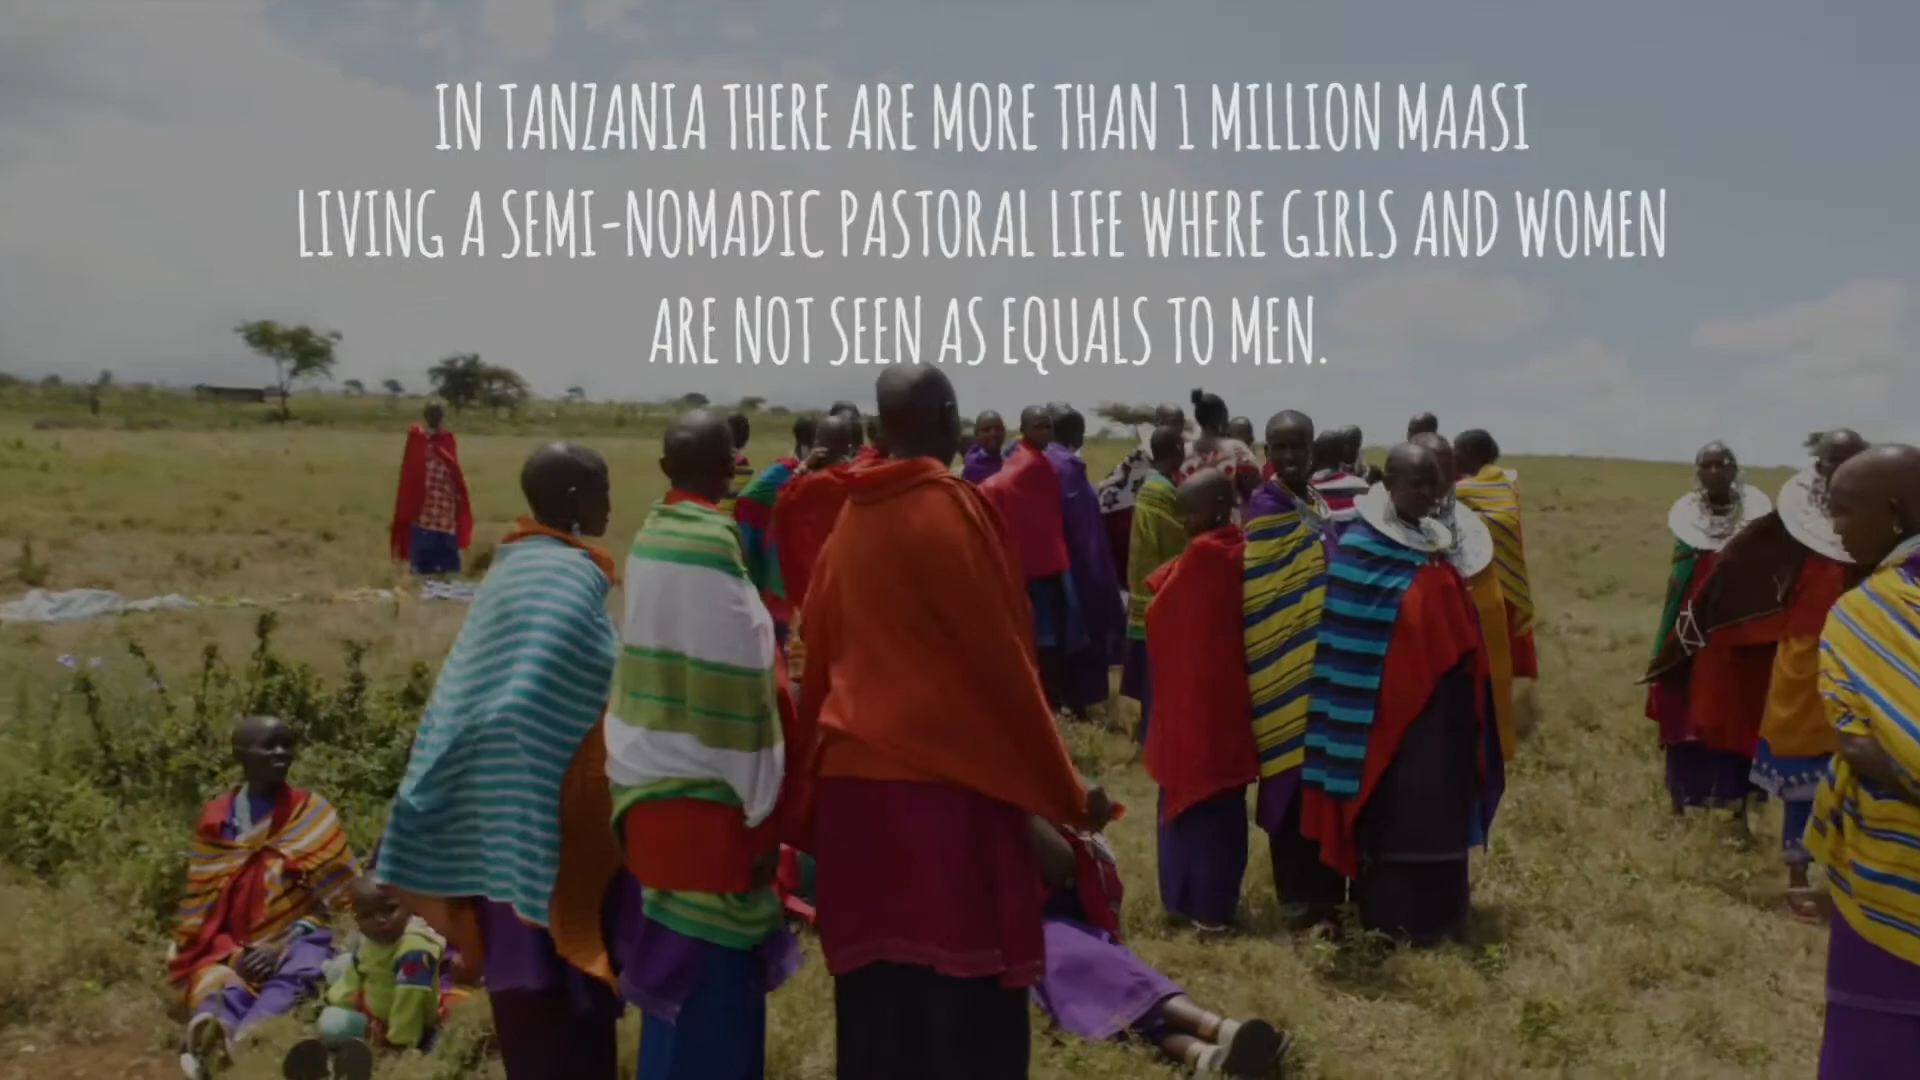 IN TANZANIA THERE ARE MORE THAN 1 MILLION MAASI
LIVING A SEMI-NOMADIC PASTORAL LIFE WHERE GIRLS AND WOMEN
ARE NOT SEEN AS EQUALS TO MEN.